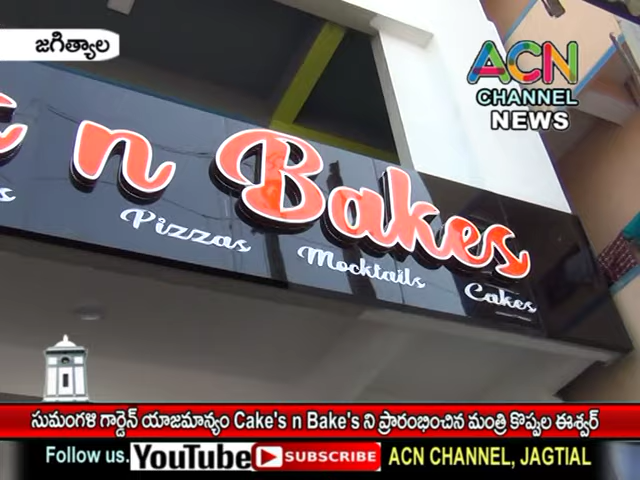 జగిత్యాల
ACN
CHANNEL
NEWS
n Bakes
Pizzas
Mocktails
Cakes
సుమంగళి గార్డెన్ యాజమాన్యం Cake's n Bake's ని ప్రారంభించిన మంత్రి కొప్పుల ఈశ్వర్
Follow us. YouTube SUBSCRIBE ACN CHANNEL, JAGTIAL